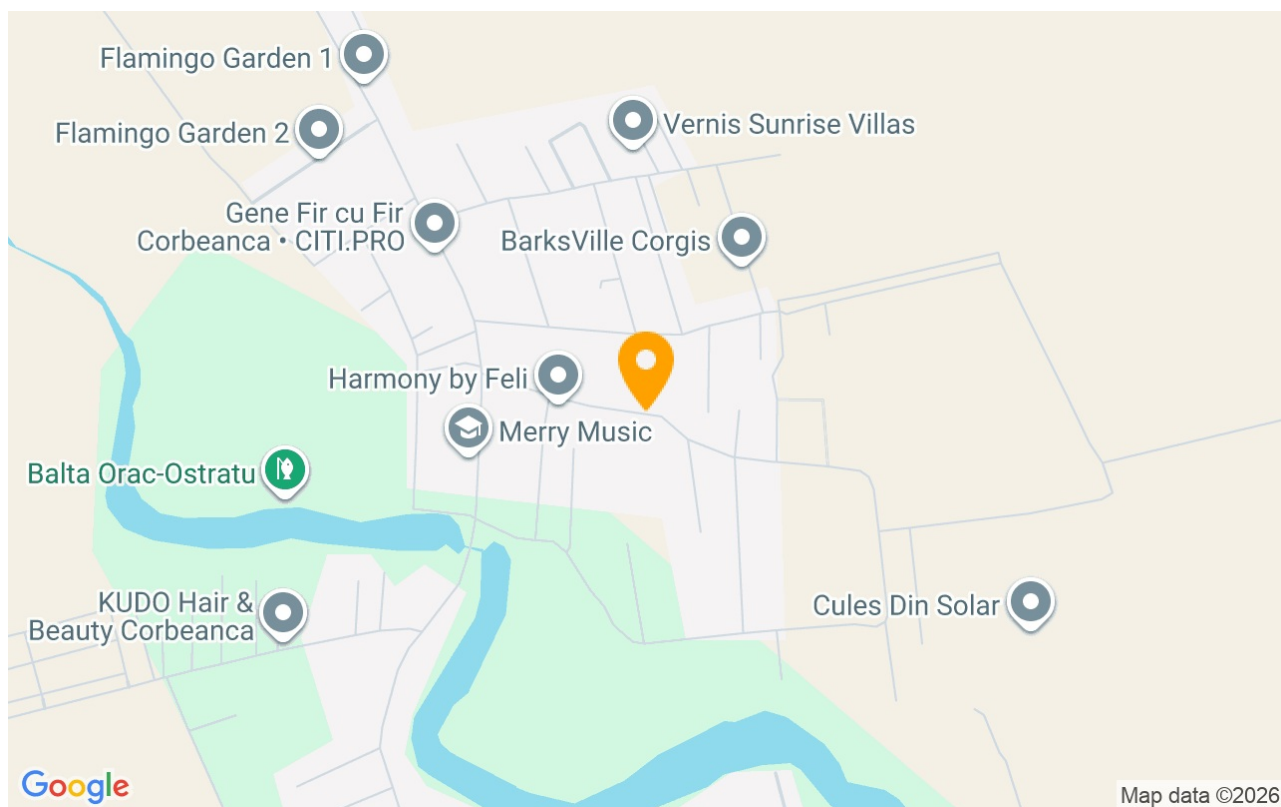 Flamingo Garden 1
Flamingo Garden 2
Vernis Sunrise Villas
Gene Fir cu Fir
Corbeanca • CITI.PRO
BarksVille Corgis
Harmony by Feli
Merry Music
Balta Orac-Ostratu
KUDO Hair &
Beauty Corbeanca
Cules Din Solar
Google
Map data ©2026